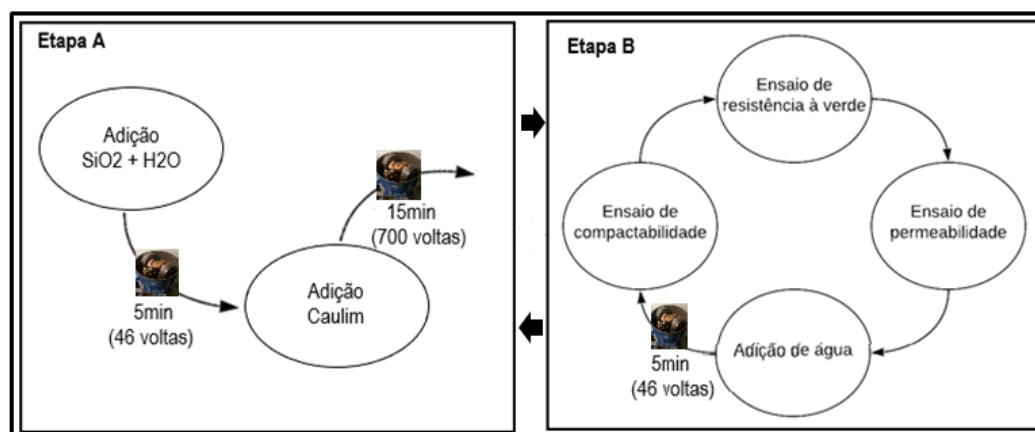 Etapa A
Adição
SiO2 + H2O
5min
(46 voltas)
Adição
Caulim
15min
(700 voltas)
Etapa B
Ensaio de
resistência à verde
Ensaio de
permeabilidade
Adição de água
5min
(46 voltas)
Ensaio de
compactabilidade